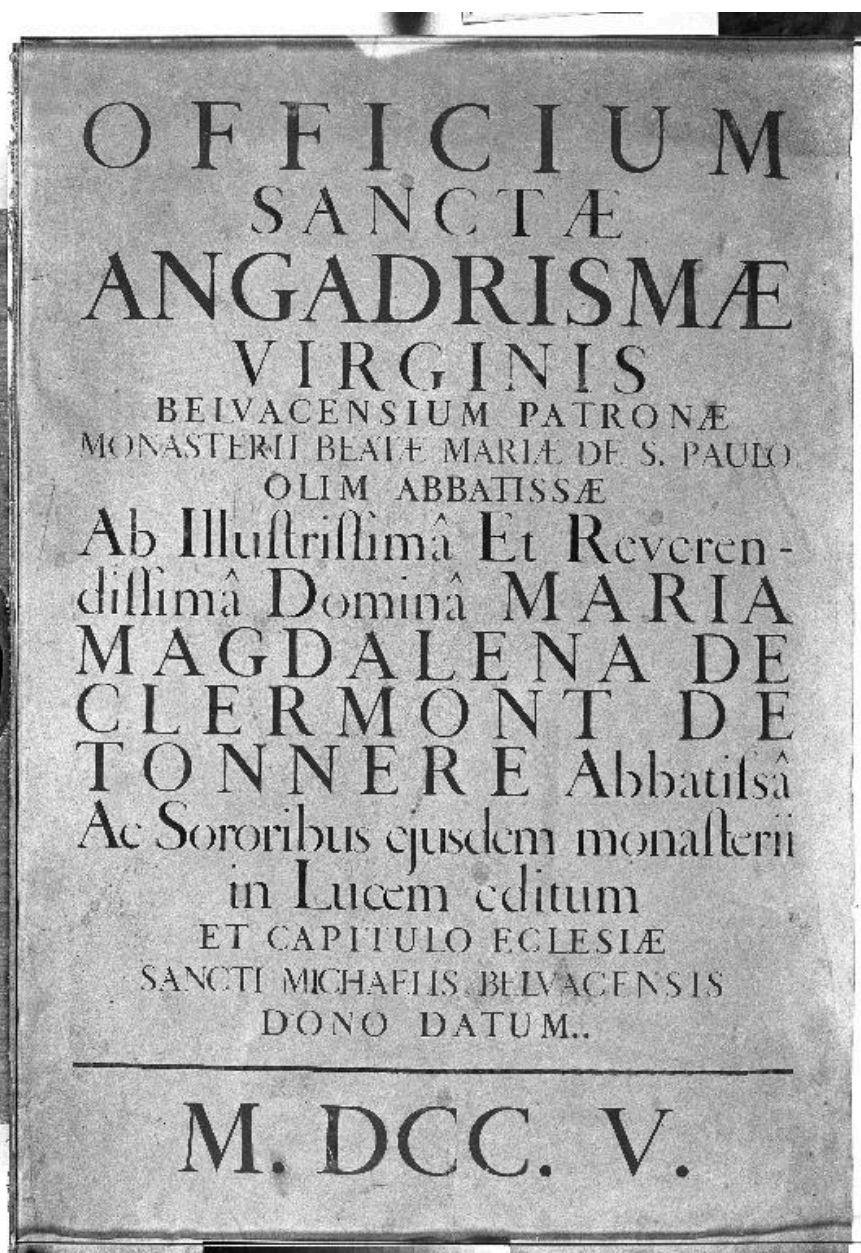 OFFICIUM
SANCTÆ
ANGADRISMÆ
VIRGINIS
BELVACENSIUM PATRONÆ
MONASTERII BEATÆ MARIÆ DE S. PAULO
OLIM ABBATISSÆ
Ab Illuſtriſſimâ Et Reveren-
diſſimâ Dominâ MARIA
MAGDALENA DE
CLERMONT DE
TONNERE Abbatiſsâ
Ac Sororibus ejusdem monaſterii
in Lucem editum
ET CAPITULO ECLESIÆ
SANCTI MICHAELIS BELVACENSIS
DONO DATUM..
M. DCC. V.